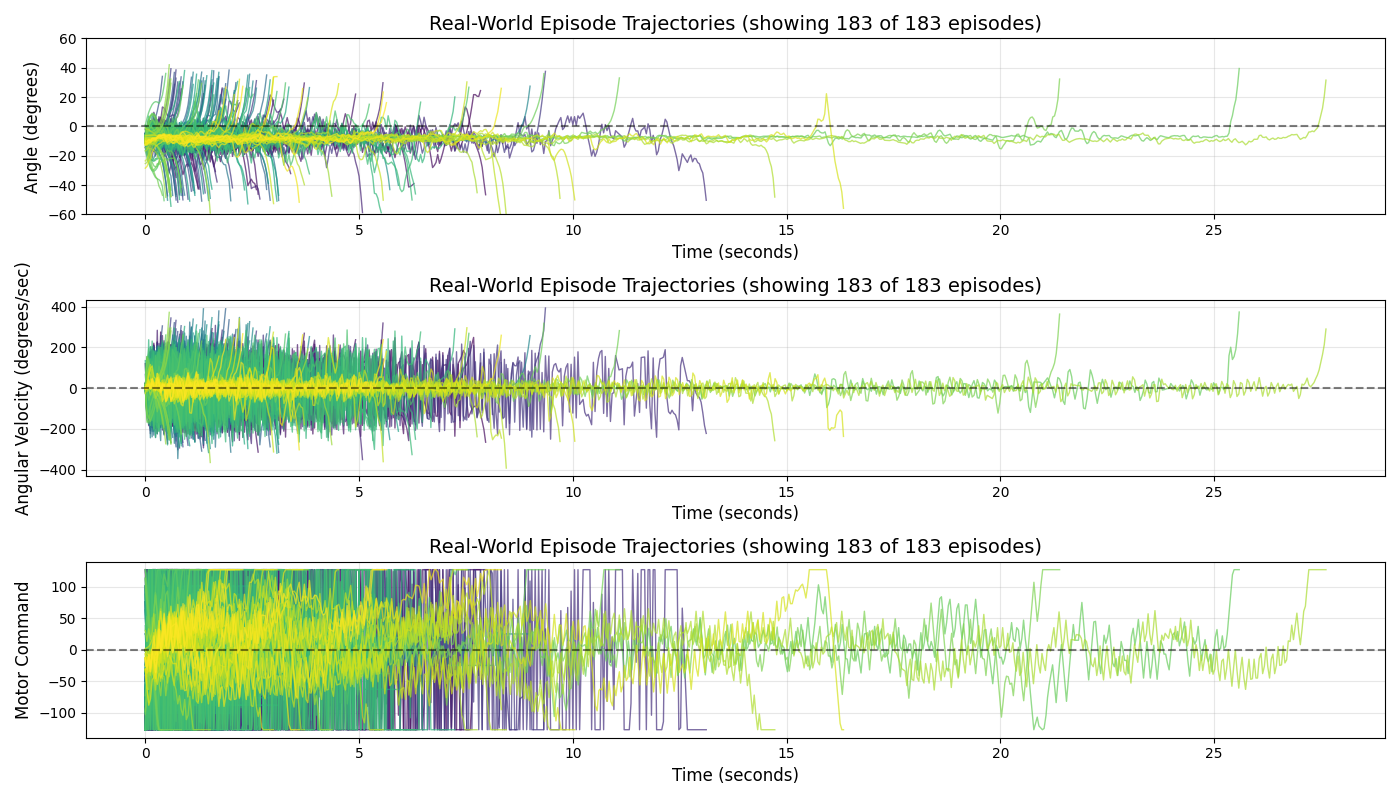 Real-World Episode Trajectories (showing 183 of 183 episodes)
Angle (degrees)
60
40
20
0
−20
−40
−60
0 5 10 15 20 25
Time (seconds)
Real-World Episode Trajectories (showing 183 of 183 episodes)
Angular Velocity (degrees/sec)
400
200
0
−200
−400
0 5 10 15 20 25
Time (seconds)
Real-World Episode Trajectories (showing 183 of 183 episodes)
Motor Command
100
50
0
−50
−100
0 5 10 15 20 25
Time (seconds)